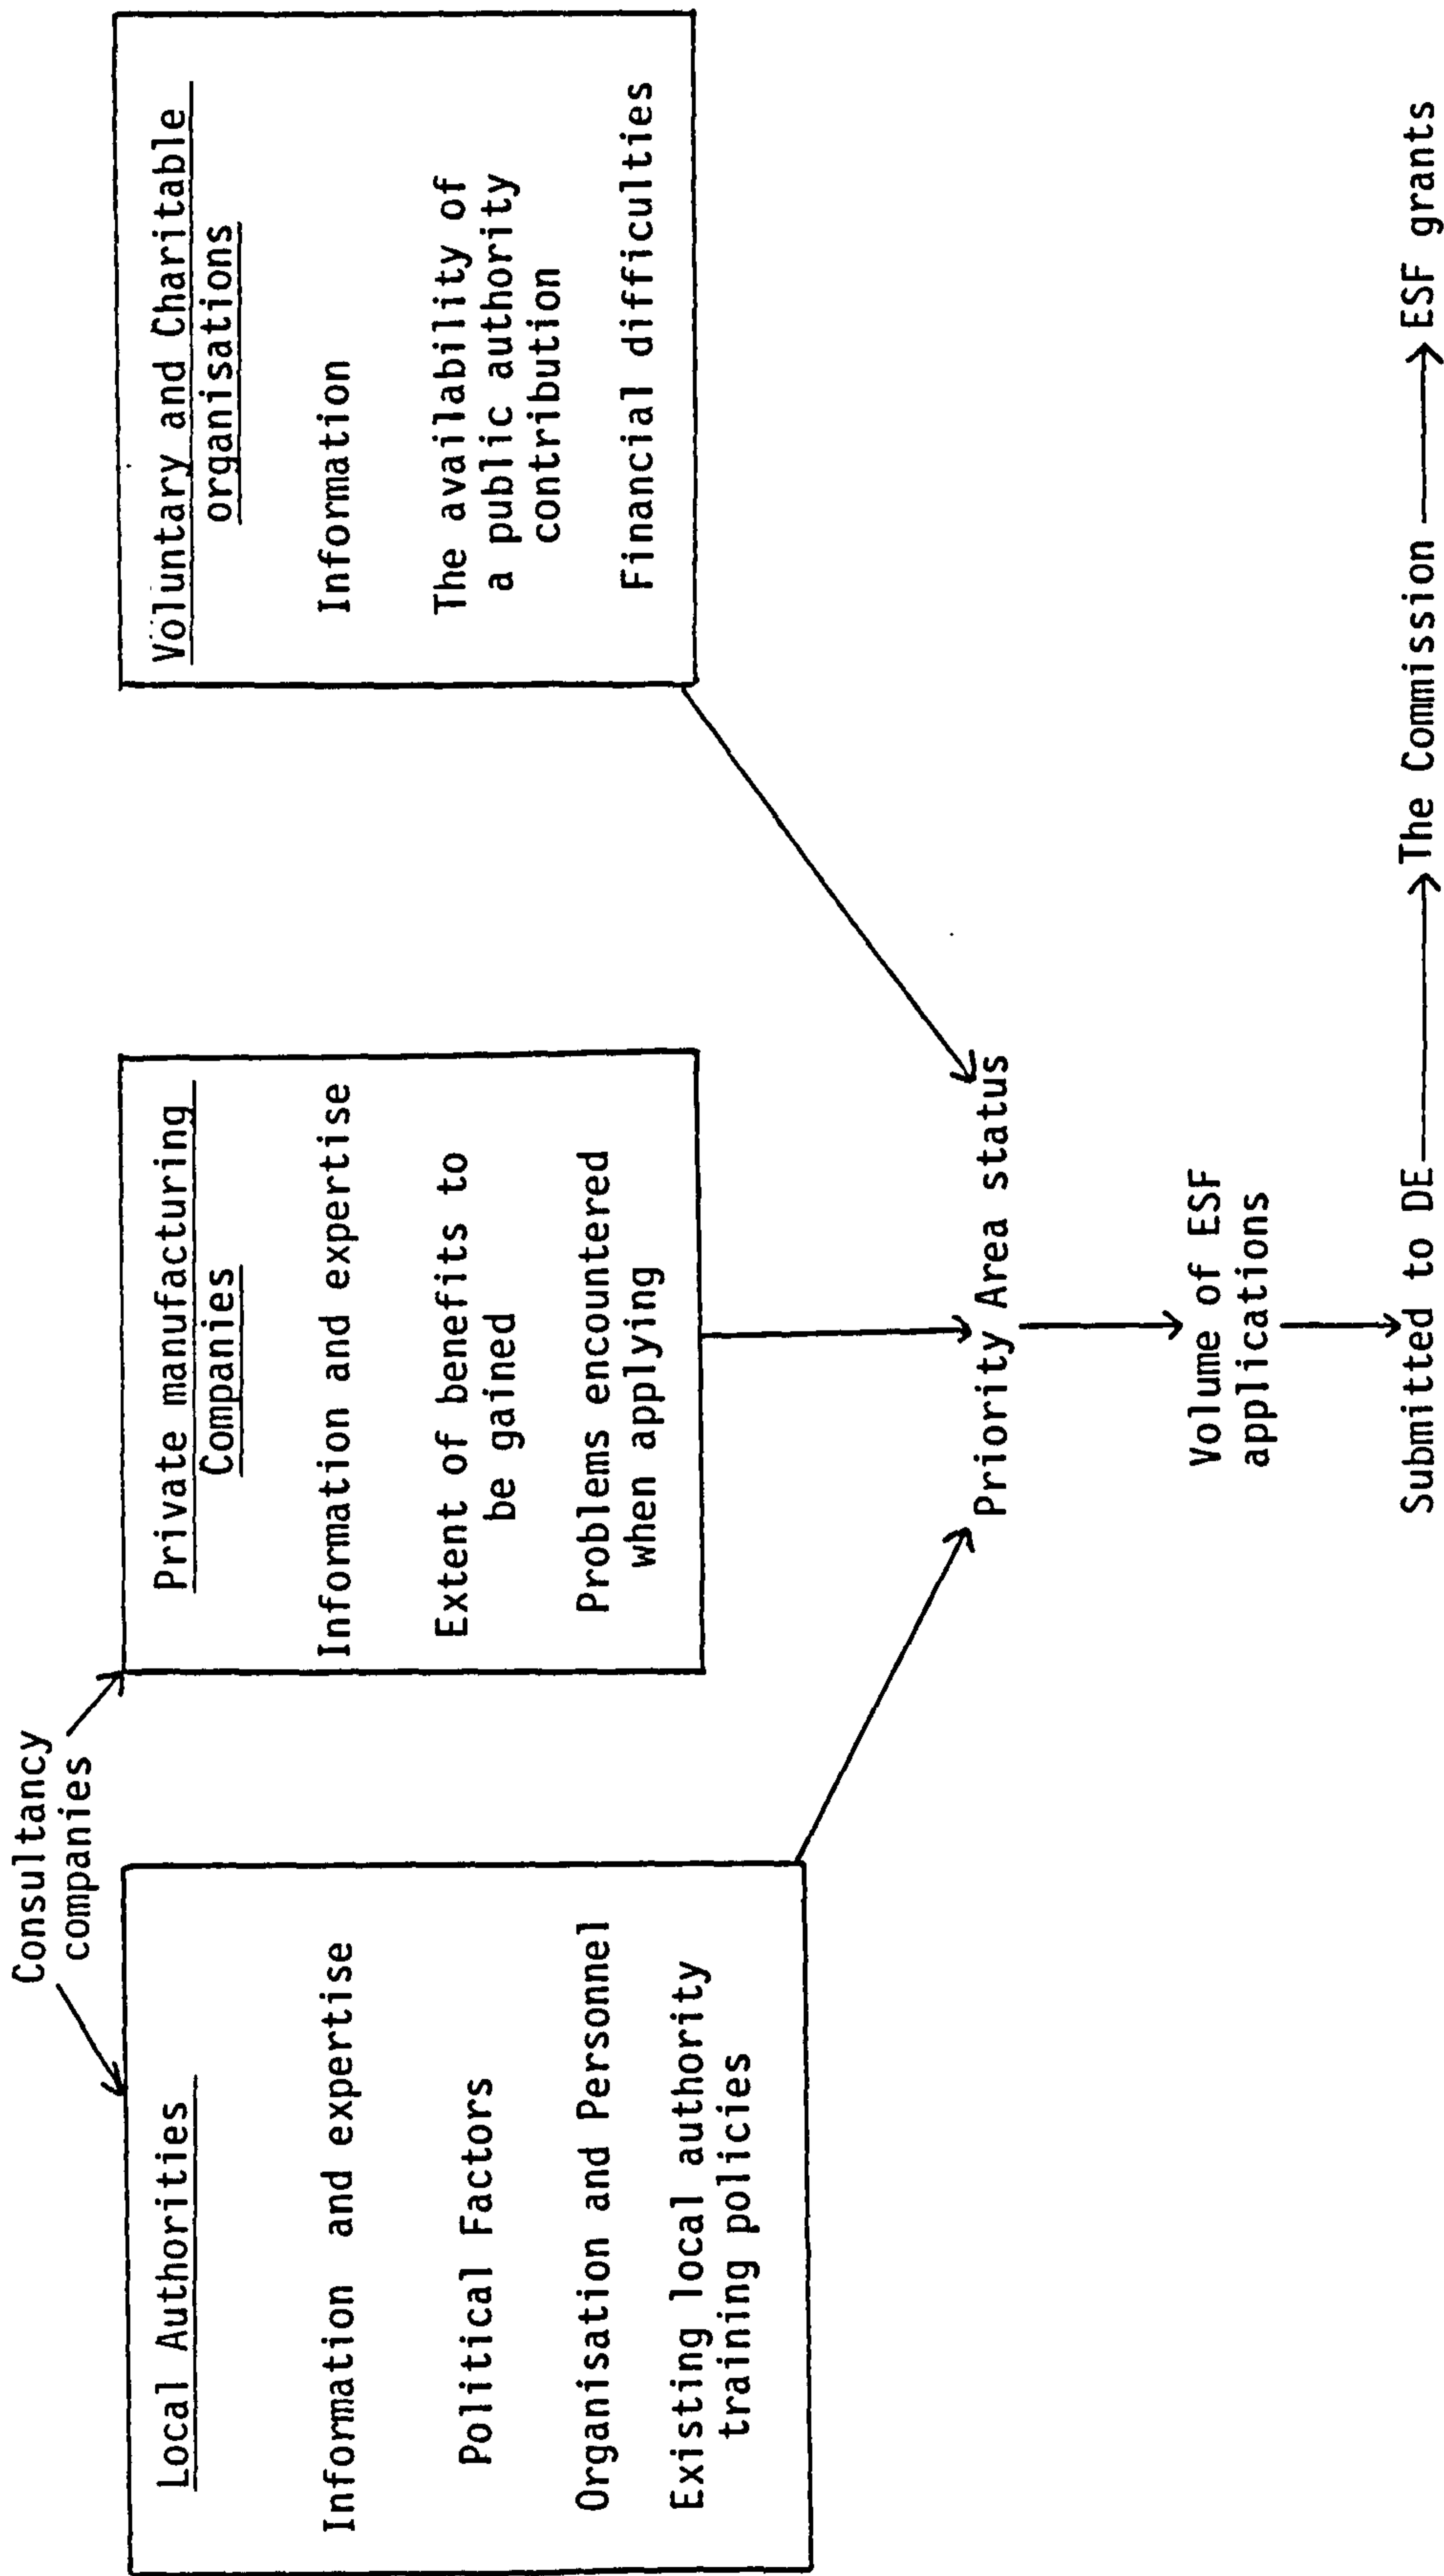 Consultancy
companies
Local Authorities
Information and expertise
Political Factors
Organisation and Personnel
Existing local authority
training policies
Private manufacturing
Companies
Information and expertise
Extent of benefits to
be gained
Problems encountered
when applying
Voluntary and Charitable
organisations
Information
The availability of
a public authority
contribution
Financial difficulties
Priority Area status
Volume of ESF
applications
Submitted to DE
The Commission
ESF grants